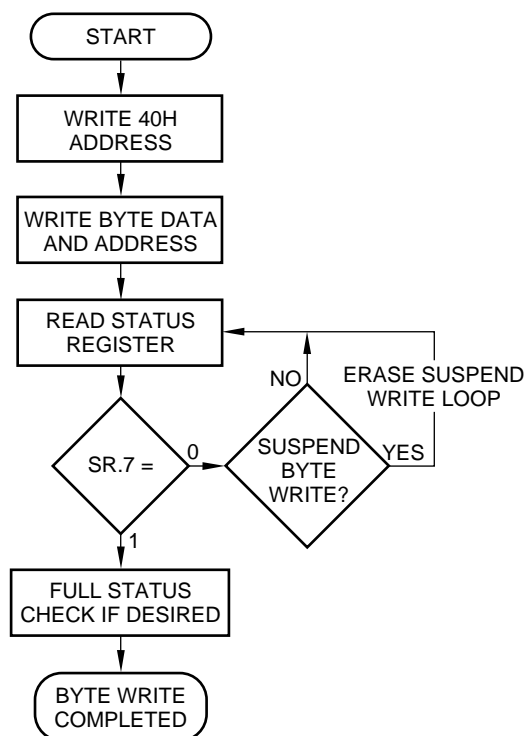 START
WRITE 40H
ADDRESS
WRITE BYTE DATA
AND ADDRESS
READ STATUS
REGISTER
NO
ERASE SUSPEND
WRITE LOOP
SR.7 =
0
SUSPEND
BYTE
WRITE?
YES
1
FULL STATUS
CHECK IF DESIRED
BYTE WRITE
COMPLETED